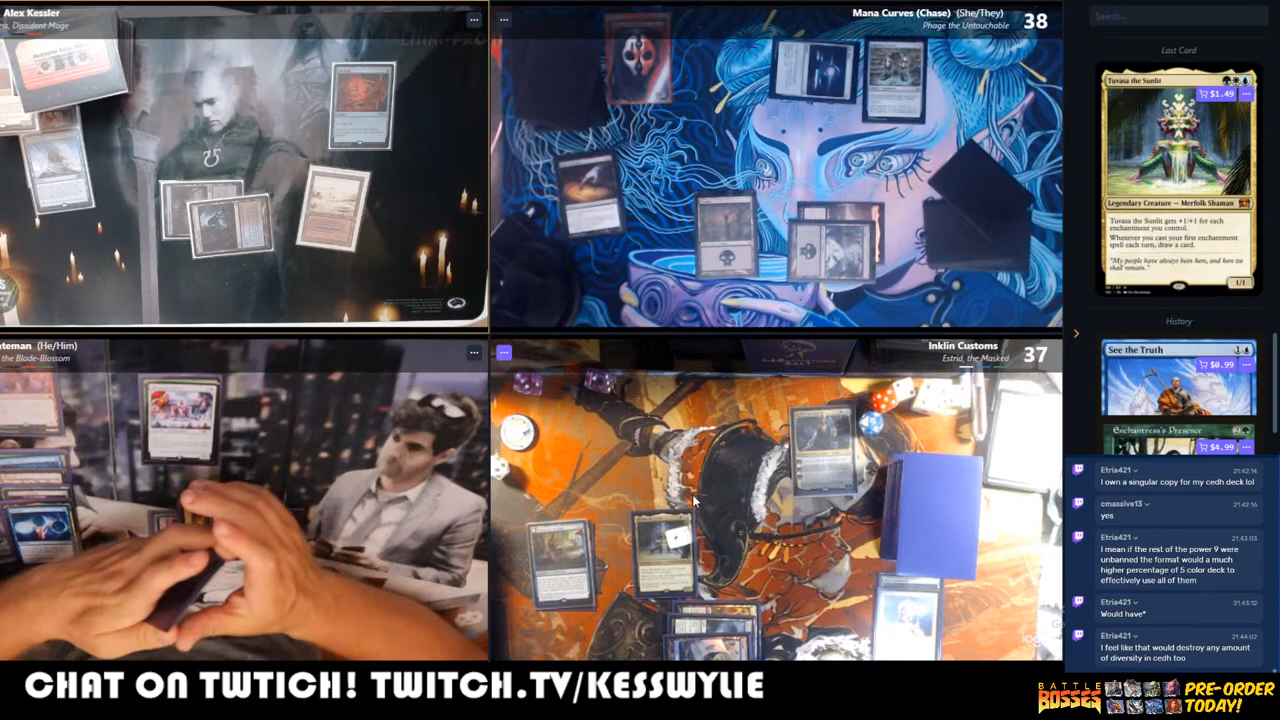 Alex Kessler
ess, Dissident Mage
Mana Curves (Chase) (She/They)
Phage the Untouchable
38
ateman (He/Him)
the Blade-Blossom
Inklin Customs
Estrid, the Masked
37
Search...
Last Card
Tuvasa the Sunlit
$1.49
Legendary Creature — Merfolk Shaman
Tuvasa the Sunlit gets +1/+1 for each
enchantment you control.
Whenever you cast your first enchantment
spell each turn, draw a card.
"My people have always been here, and here we
shall remain."
1/1
History
See the Truth
$0.99
Enchantress's Presence
$4.99
Etria421 21:42:14
I own a singular copy for my cedh deck lol
cmassive13 21:42:16
yes
Etria421 21:43:03
I mean if the rest of the power 9 were
unbanned the format would a much
higher percentage of 5 color deck to
effectively use all of them
Etria421 21:43:12
Would have*
Etria421 21:44:02
I feel like that would destroy any amount
of diversity in cedh too
CHAT ON TWTICH! TWITCH.TV/KESSWYLIE
BATTLE
BOSSES
PRE-ORDER
TODAY!